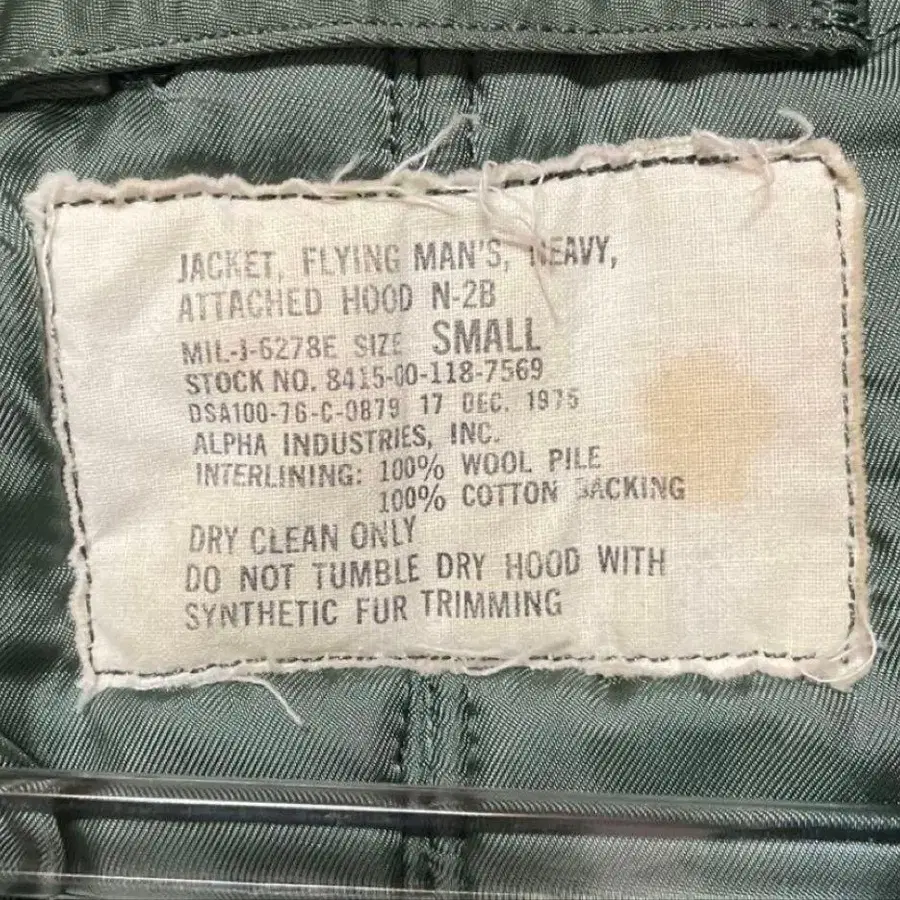 JACKET, FLYING MAN'S, HEAVY,
ATTACHED HOOD N-2B
MIL-J-6278E SIZE SMALL
STOCK NO. 8415-00-118-7569
DSA100-76-C-0879 17 DEC. 1975
ALPHA INDUSTRIES, INC.
INTERLINING: 100% WOOL PILE
100% COTTON BACKING
DRY CLEAN ONLY
DO NOT TUMBLE DRY HOOD WITH
SYNTHETIC FUR TRIMMING